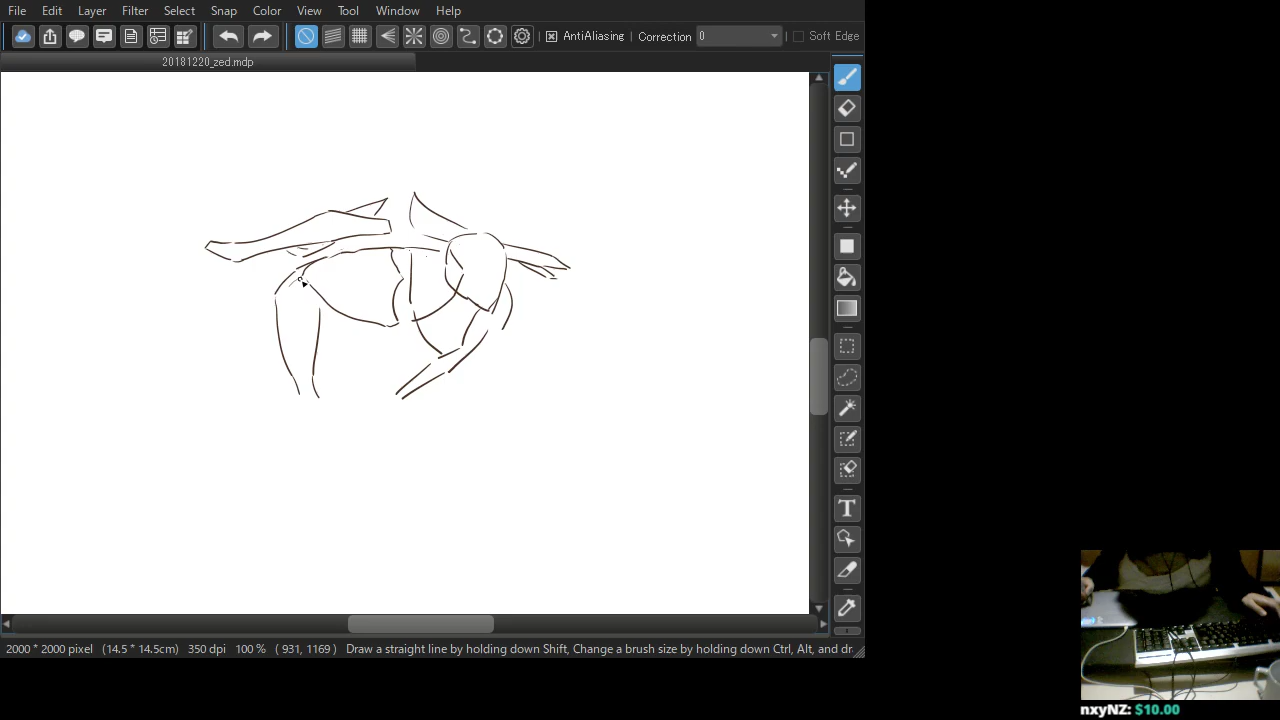 File Edit Layer Filter Select Snap Color View Tool Window Help
AntiAliasing Correction 0 Soft Edge
20181220_zed.mdp
T
2000 * 2000 pixel (14.5 * 14.5cm) 350 dpi 100 % ( 931, 1169 ) Draw a straight line by holding down Shift, Change a brush size by holding down Ctrl, Alt, and dr
nxyNZ: $10.00